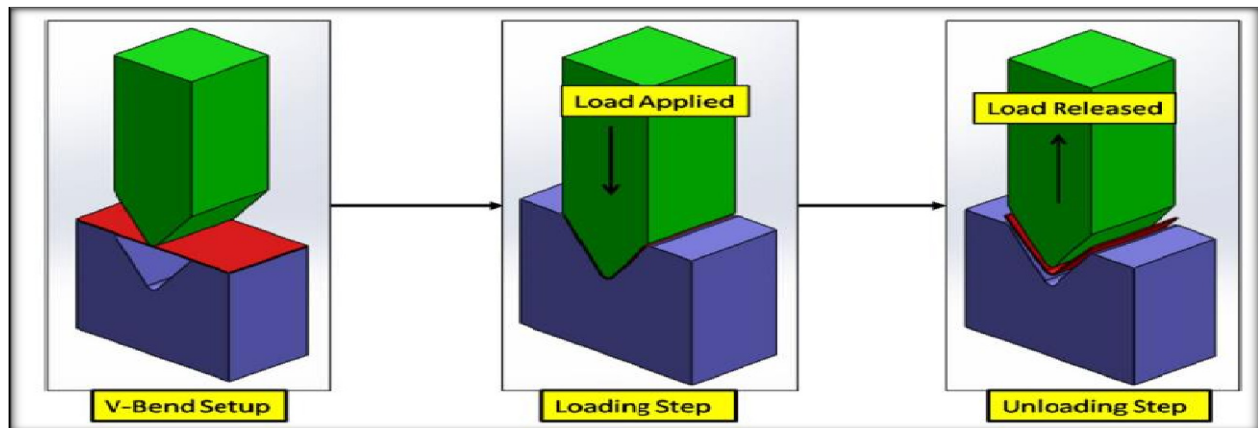 Load Applied
Load Released
V-Bend Setup
Loading Step
Unloading Step